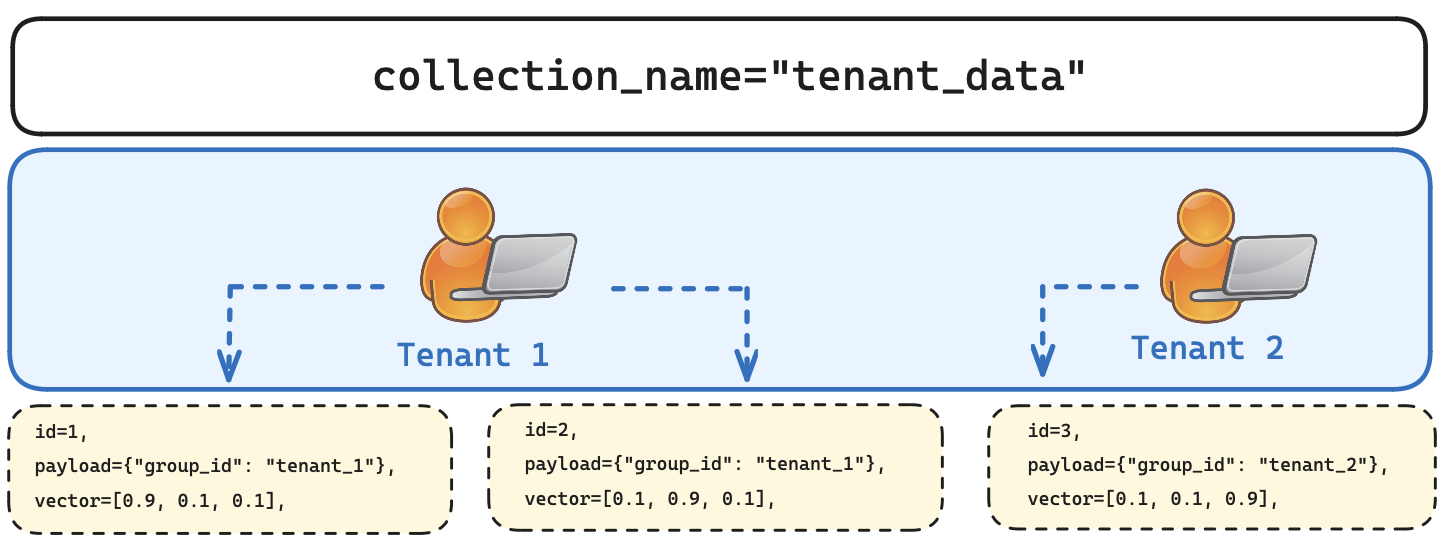 collection_name="tenant_data"
Tenant 1
Tenant 2
id=1,
payload={"group_id": "tenant_1"},
vector=[0.9, 0.1, 0.1],
id=2,
payload={"group_id": "tenant_1"},
vector=[0.1, 0.9, 0.1],
id=3,
payload={"group_id": "tenant_2"},
vector=[0.1, 0.1, 0.9],